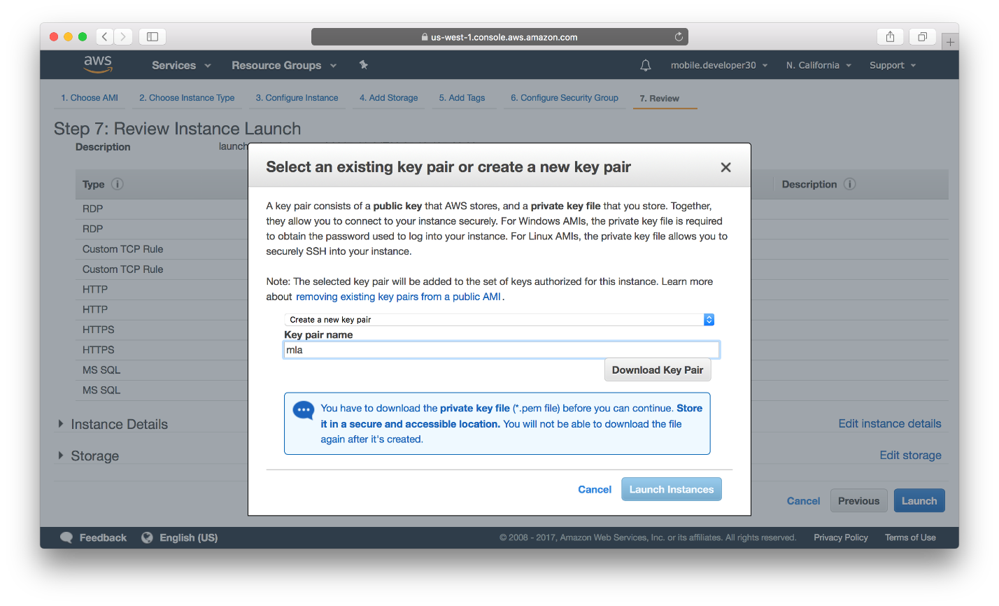 us-west-1.console.aws.amazon.com
aws
Services
Resource Groups
mobile.developer30
N. California
Support
1. Choose AMI
2. Choose Instance Type
3. Configure Instance
4. Add Storage
5. Add Tags
6. Configure Security Group
7. Review
Step 7: Review Instance Launch
Description
launch
Type
Description
RDP
RDP
Custom TCP Rule
Custom TCP Rule
HTTP
HTTP
HTTPS
HTTPS
MS SQL
MS SQL
Instance Details
Edit instance details
Storage
Edit storage
Cancel
Previous
Launch
Select an existing key pair or create a new key pair
A key pair consists of a public key that AWS stores, and a private key file that you store. Together,
they allow you to connect to your instance securely. For Windows AMIs, the private key file is required
to obtain the password used to log into your instance. For Linux AMIs, the private key file allows you to
securely SSH into your instance.
Note: The selected key pair will be added to the set of keys authorized for this instance. Learn more
about removing existing key pairs from a public AMI.
Create a new key pair
Key pair name
mla
Download Key Pair
You have to download the private key file (*.pem file) before you can continue. Store
it in a secure and accessible location. You will not be able to download the file
again after it's created.
Cancel
Launch Instances
Feedback
English (US)
© 2008 - 2017, Amazon Web Services, Inc. or its affiliates. All rights reserved.
Privacy Policy
Terms of Use